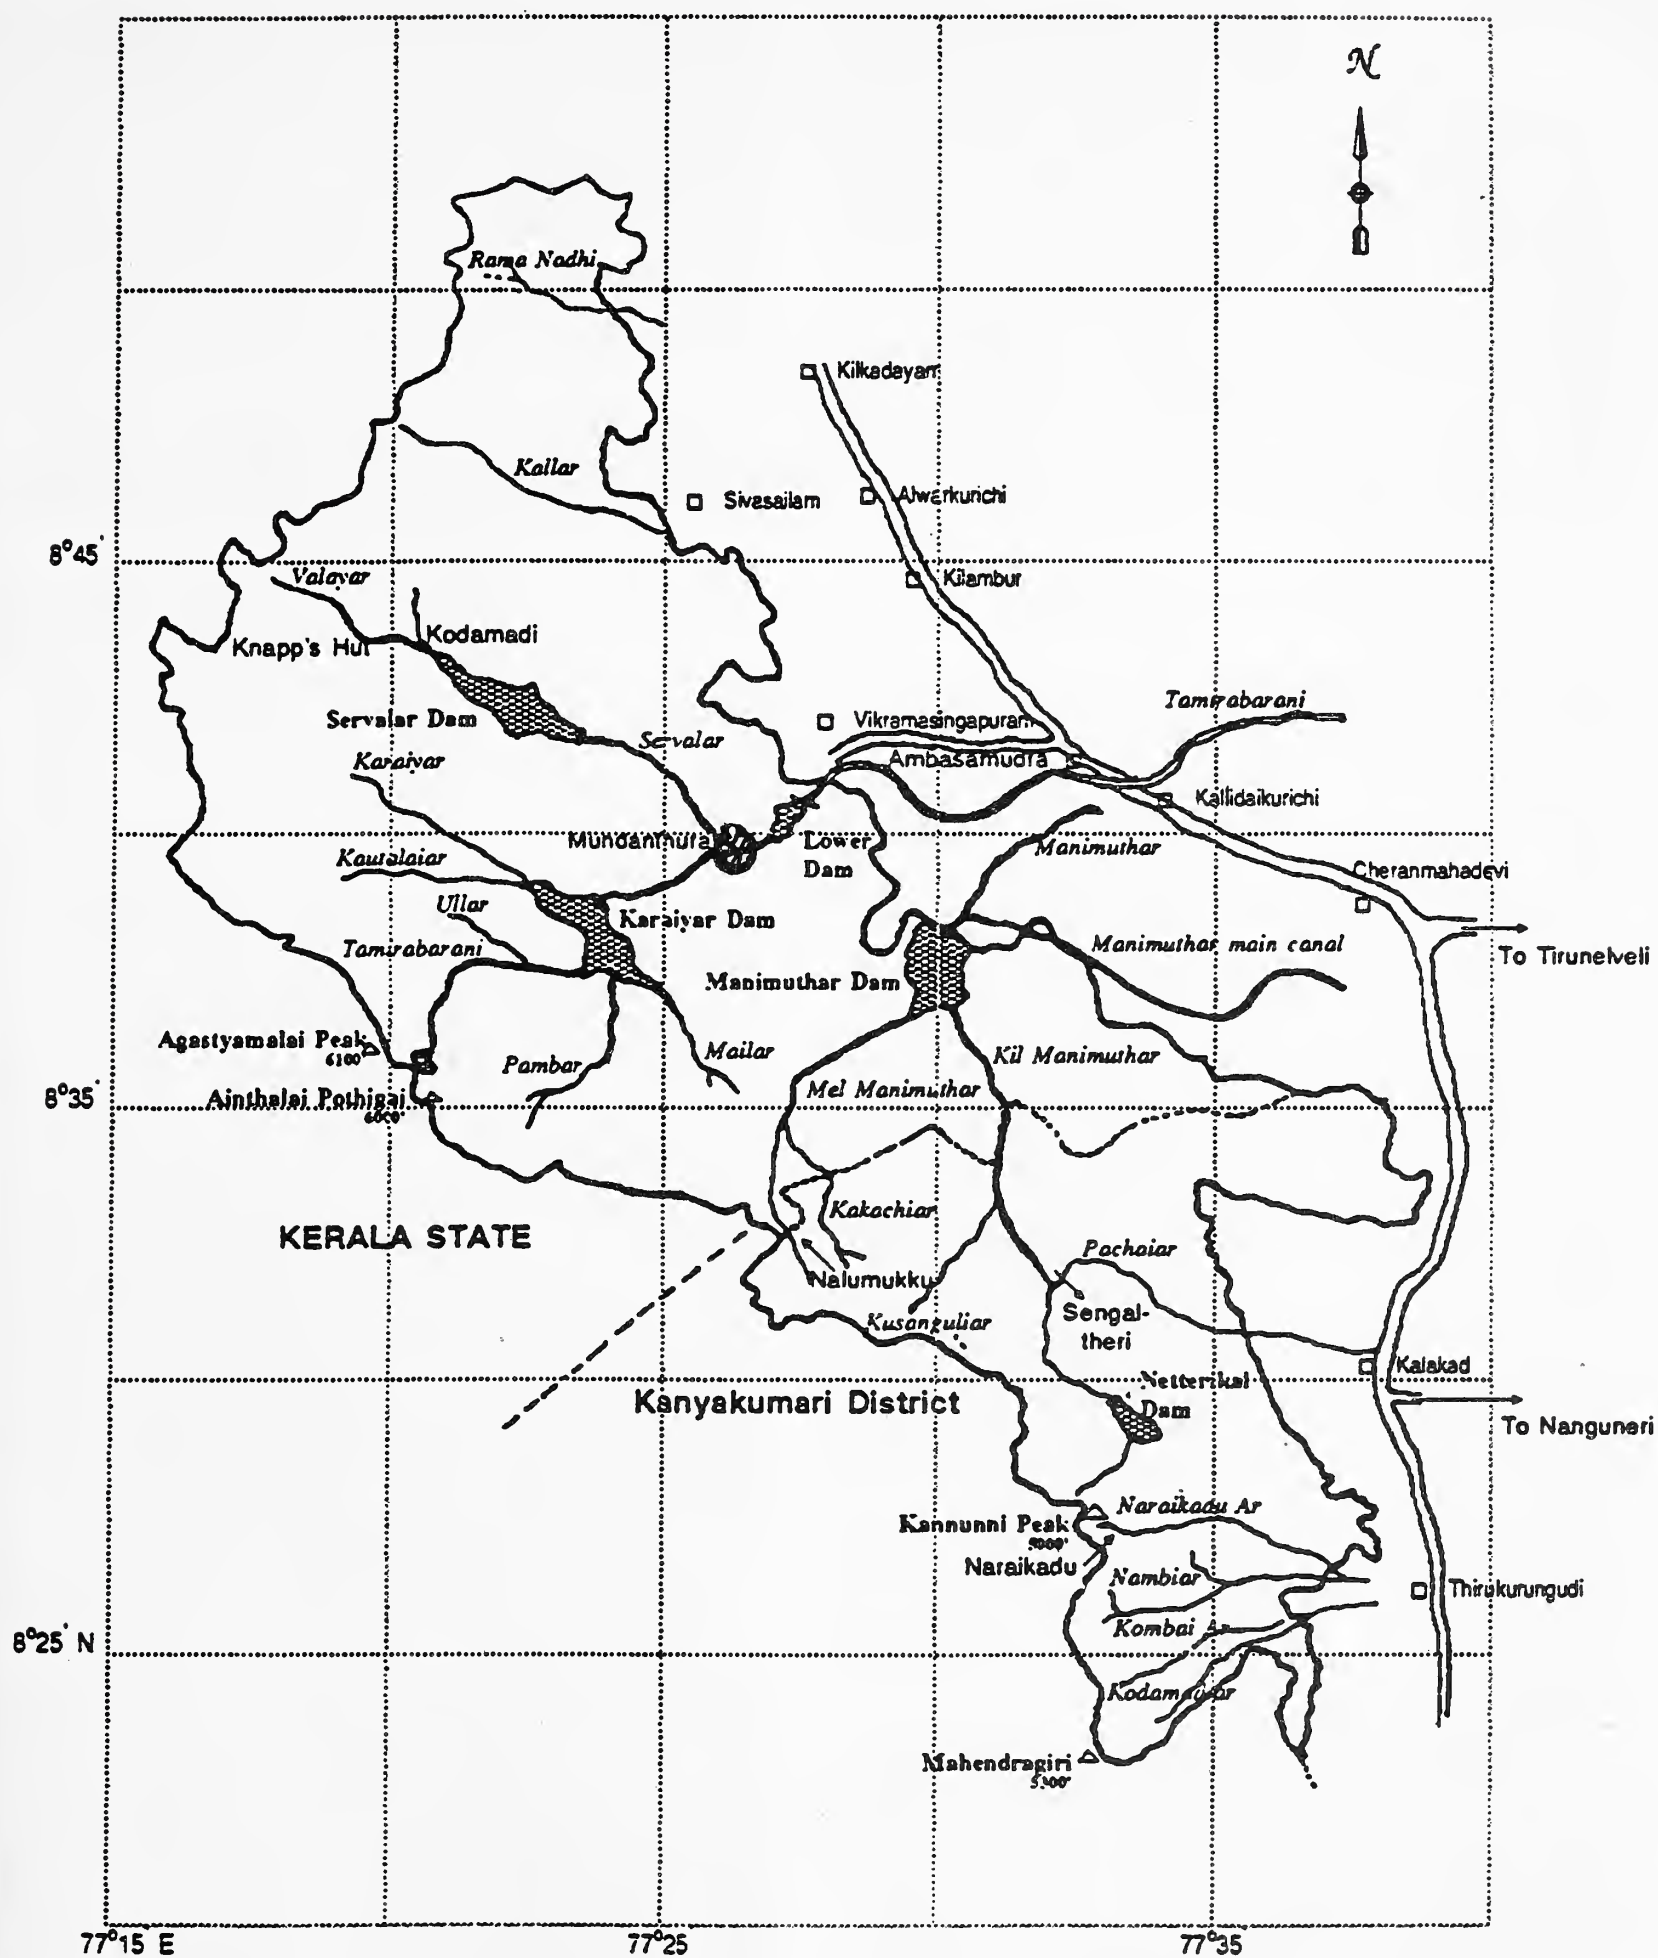 N
Rama Nadhi
Kilkadayam
Kallar
Sivasailam
Alwarkurichi
8°45'
Kilambur
Valayar
Kodamadi
Knapp's Hut
Tamirabarani
Servalar Dam
Vikramasingapuram
Servalar
Karaiyar
Ambasamudra
Kallidaikurichi
Mundanthurai
Lower
Dam
Manimuthar
Kautalaiar
Cheranmahadevi
Ullar
Karaiyar Dam
Tamirabarani
Manimuthar main canal
To Tirunelveli
Manimuthar Dam
Agastyamalai Peak
6100'
Pambar
Mailar
Kil Manimuthar
Mel Manimuthar
8°35'
Ainthalai Pothigai
6000'
Kakachiar
KERALA STATE
Pachaiar
Nalumukku
Kusanguliar
Sengal-
theri
Kalakad
Netterikal
Dam
Kanyakumari District
To Nanguneri
Naraikadu Ar
Kannunni Peak
5000'
Naraikadu
Nambiar
Thirukurungudi
Kombai Ar
8°25' N
Mahendragiri
77°15 E
77°25
77°35